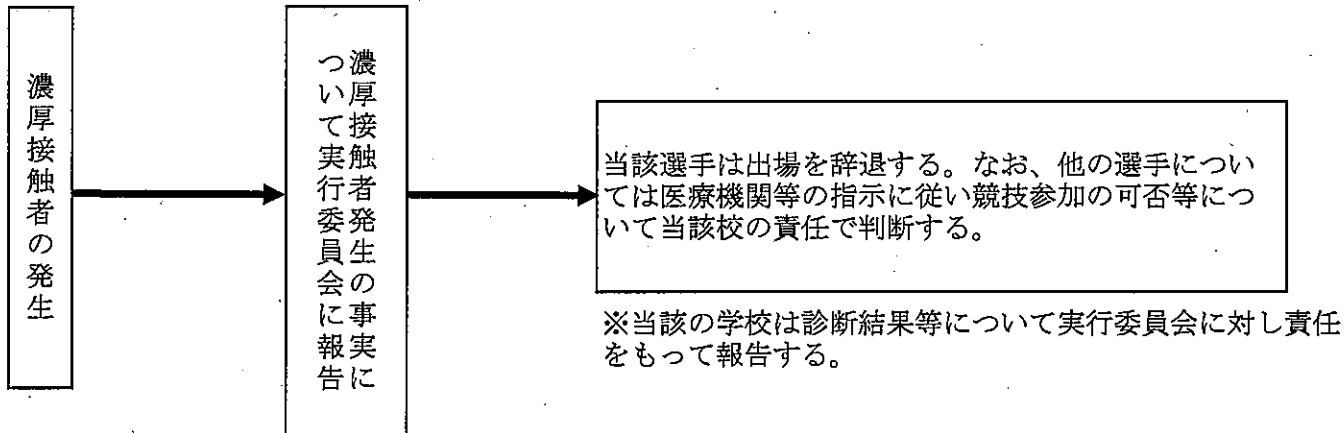 濃厚接触者の発生
濃厚接触者発生の事実に
ついて実行委員会に報告
当該選手は出場を辞退する。なお、他の選手につい
ては医療機関等の指示に従い競技参加の可否等につ
いて当該校の責任で判断する。
※当該の学校は診断結果等について実行委員会に対し責任
をもって報告する。